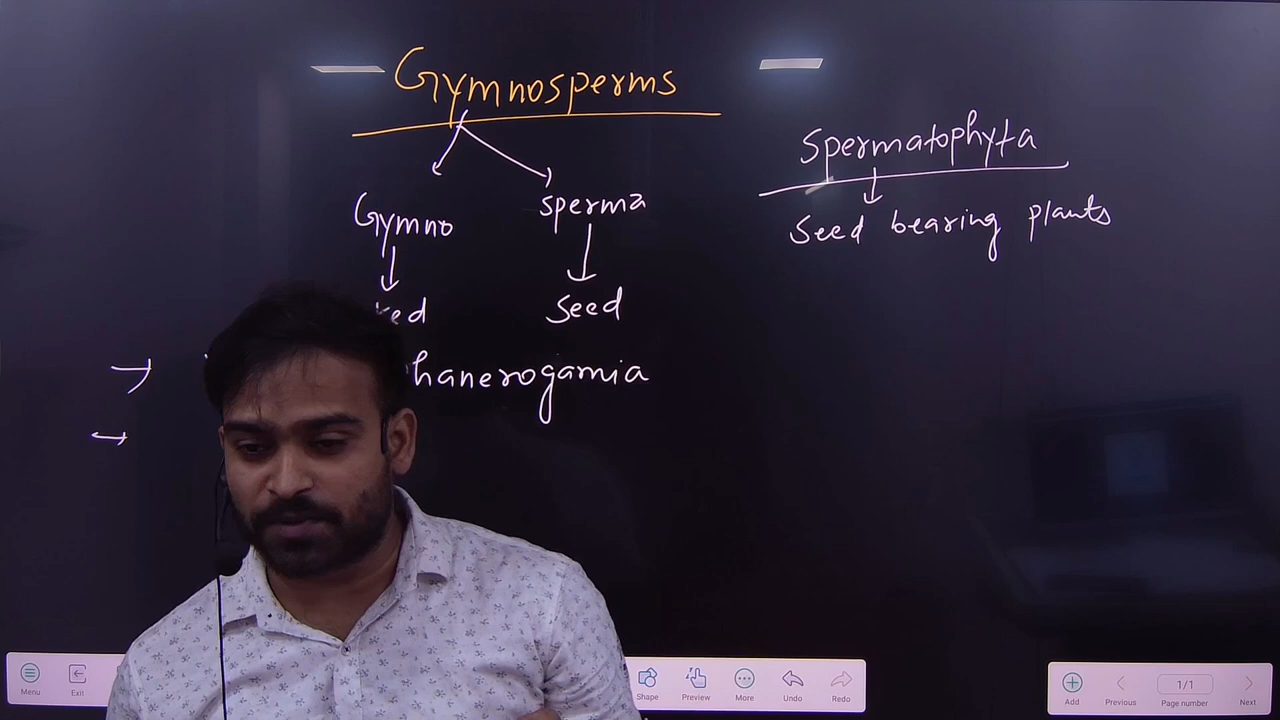 Gymnosperms
Spermatophyta
Gymno sperma
Seed bearing plants
Seed
Menu Exit Shape Preview More Undo Redo Add Previous 1/1 Page number Next